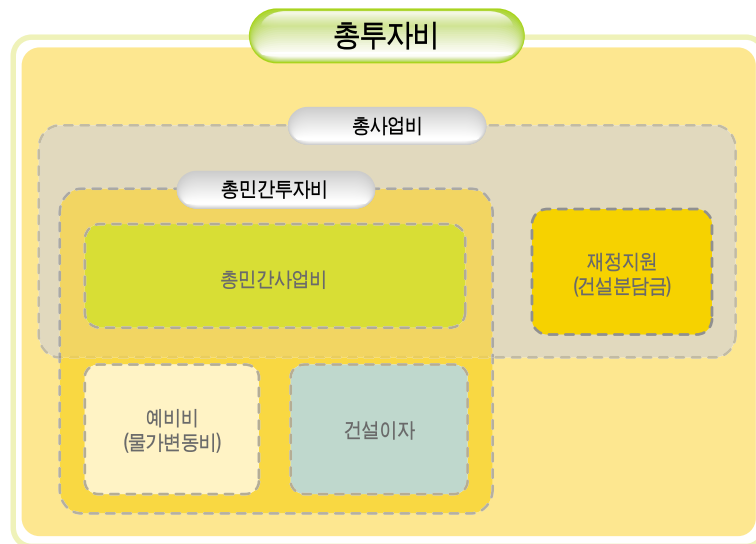 총투자비
총사업비
총민간투자비
총민간사업비
재정지원
(건설분담금)
예비비
(물가변동비)
건설이자